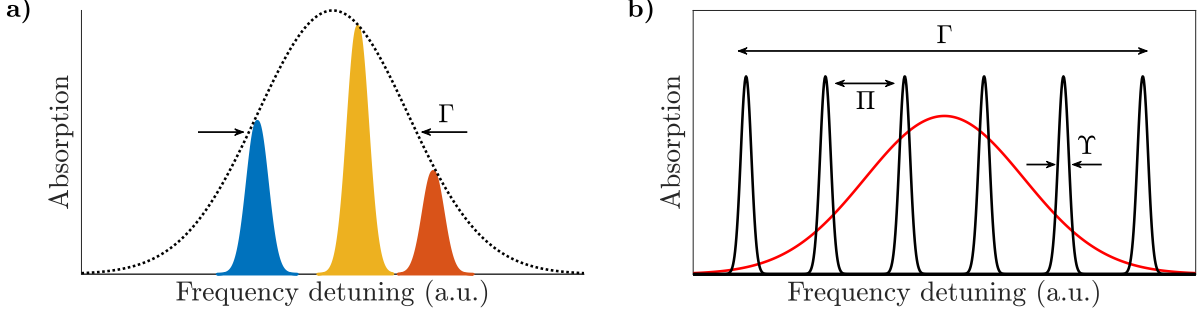 a)
Absorption
Γ
Frequency detuning (a.u.)
b)
Absorption
Γ
Π
ϒ
Frequency detuning (a.u.)